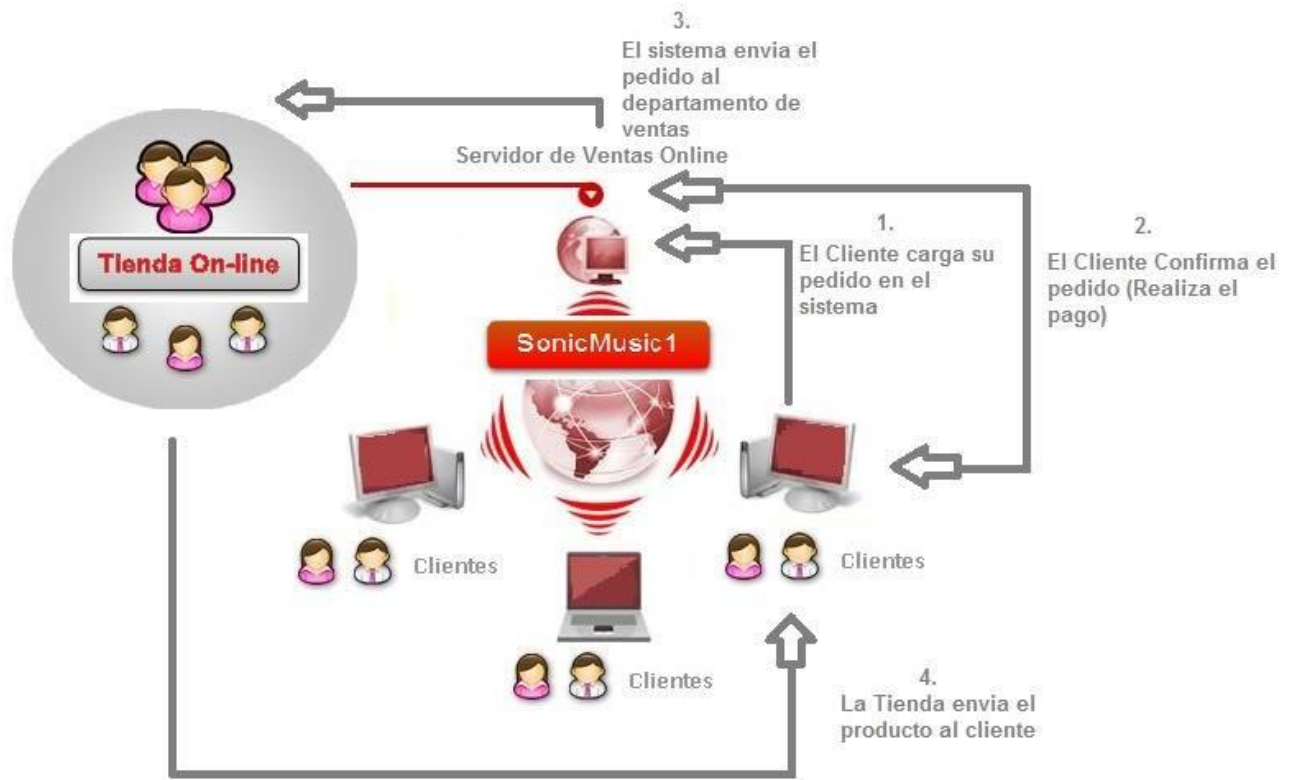 3.
El sistema envia el
pedido al
departamento de
ventas
Servidor de Ventas Online
Tienda On-line
1.
El Cliente carga su
pedido en el
sistema
2.
El Cliente Confirma el
pedido (Realiza el
pago)
SonicMusic1
Clientes
Clientes
Clientes
4.
La Tienda envia el
producto al cliente